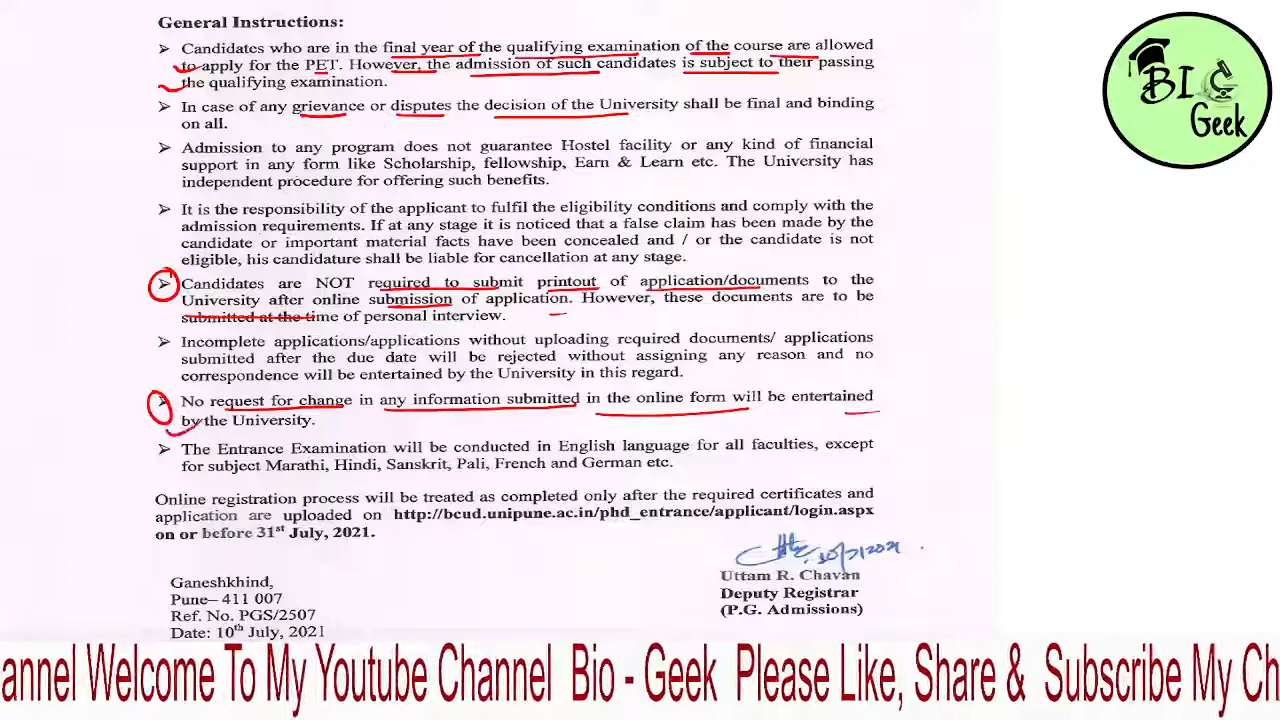 General Instructions:
➢ Candidates who are in the final year of the qualifying examination of the course are allowed
to apply for the PET. However, the admission of such candidates is subject to their passing
the qualifying examination.
➢ In case of any grievance or disputes the decision of the University shall be final and binding
on all.
➢ Admission to any program does not guarantee Hostel facility or any kind of financial
support in any form like Scholarship, fellowship, Earn & Learn etc. The University has
independent procedure for offering such benefits.
➢ It is the responsibility of the applicant to fulfil the eligibility conditions and comply with the
admission requirements. If at any stage it is noticed that a false claim has been made by the
candidate or important material facts have been concealed and / or the candidate is not
eligible, his candidature shall be liable for cancellation at any stage.
➢ Candidates are NOT required to submit printout of application/documents to the
University after online submission of application. However, these documents are to be
submitted at the time of personal interview.
➢ Incomplete applications/applications without uploading required documents/ applications
submitted after the due date will be rejected without assigning any reason and no
correspondence will be entertained by the University in this regard.
➢ No request for change in any information submitted in the online form will be entertained
by the University.
➢ The Entrance Examination will be conducted in English language for all faculties, except
for subject Marathi, Hindi, Sanskrit, Pali, French and German etc.
Online registration process will be treated as completed only after the required certificates and
application are uploaded on http://bcud.unipune.ac.in/phd_entrance/applicant/login.aspx
on or before 31st July, 2021.
Ganeshkhind,
Pune– 411 007
Ref. No. PGS/2507
Date: 10th July, 2021
Uttam R. Chavan
Deputy Registrar
(P.G. Admissions)
BIO
Geek
annel Welcome To My Youtube Channel Bio - Geek Please Like, Share & Subscribe My Ch